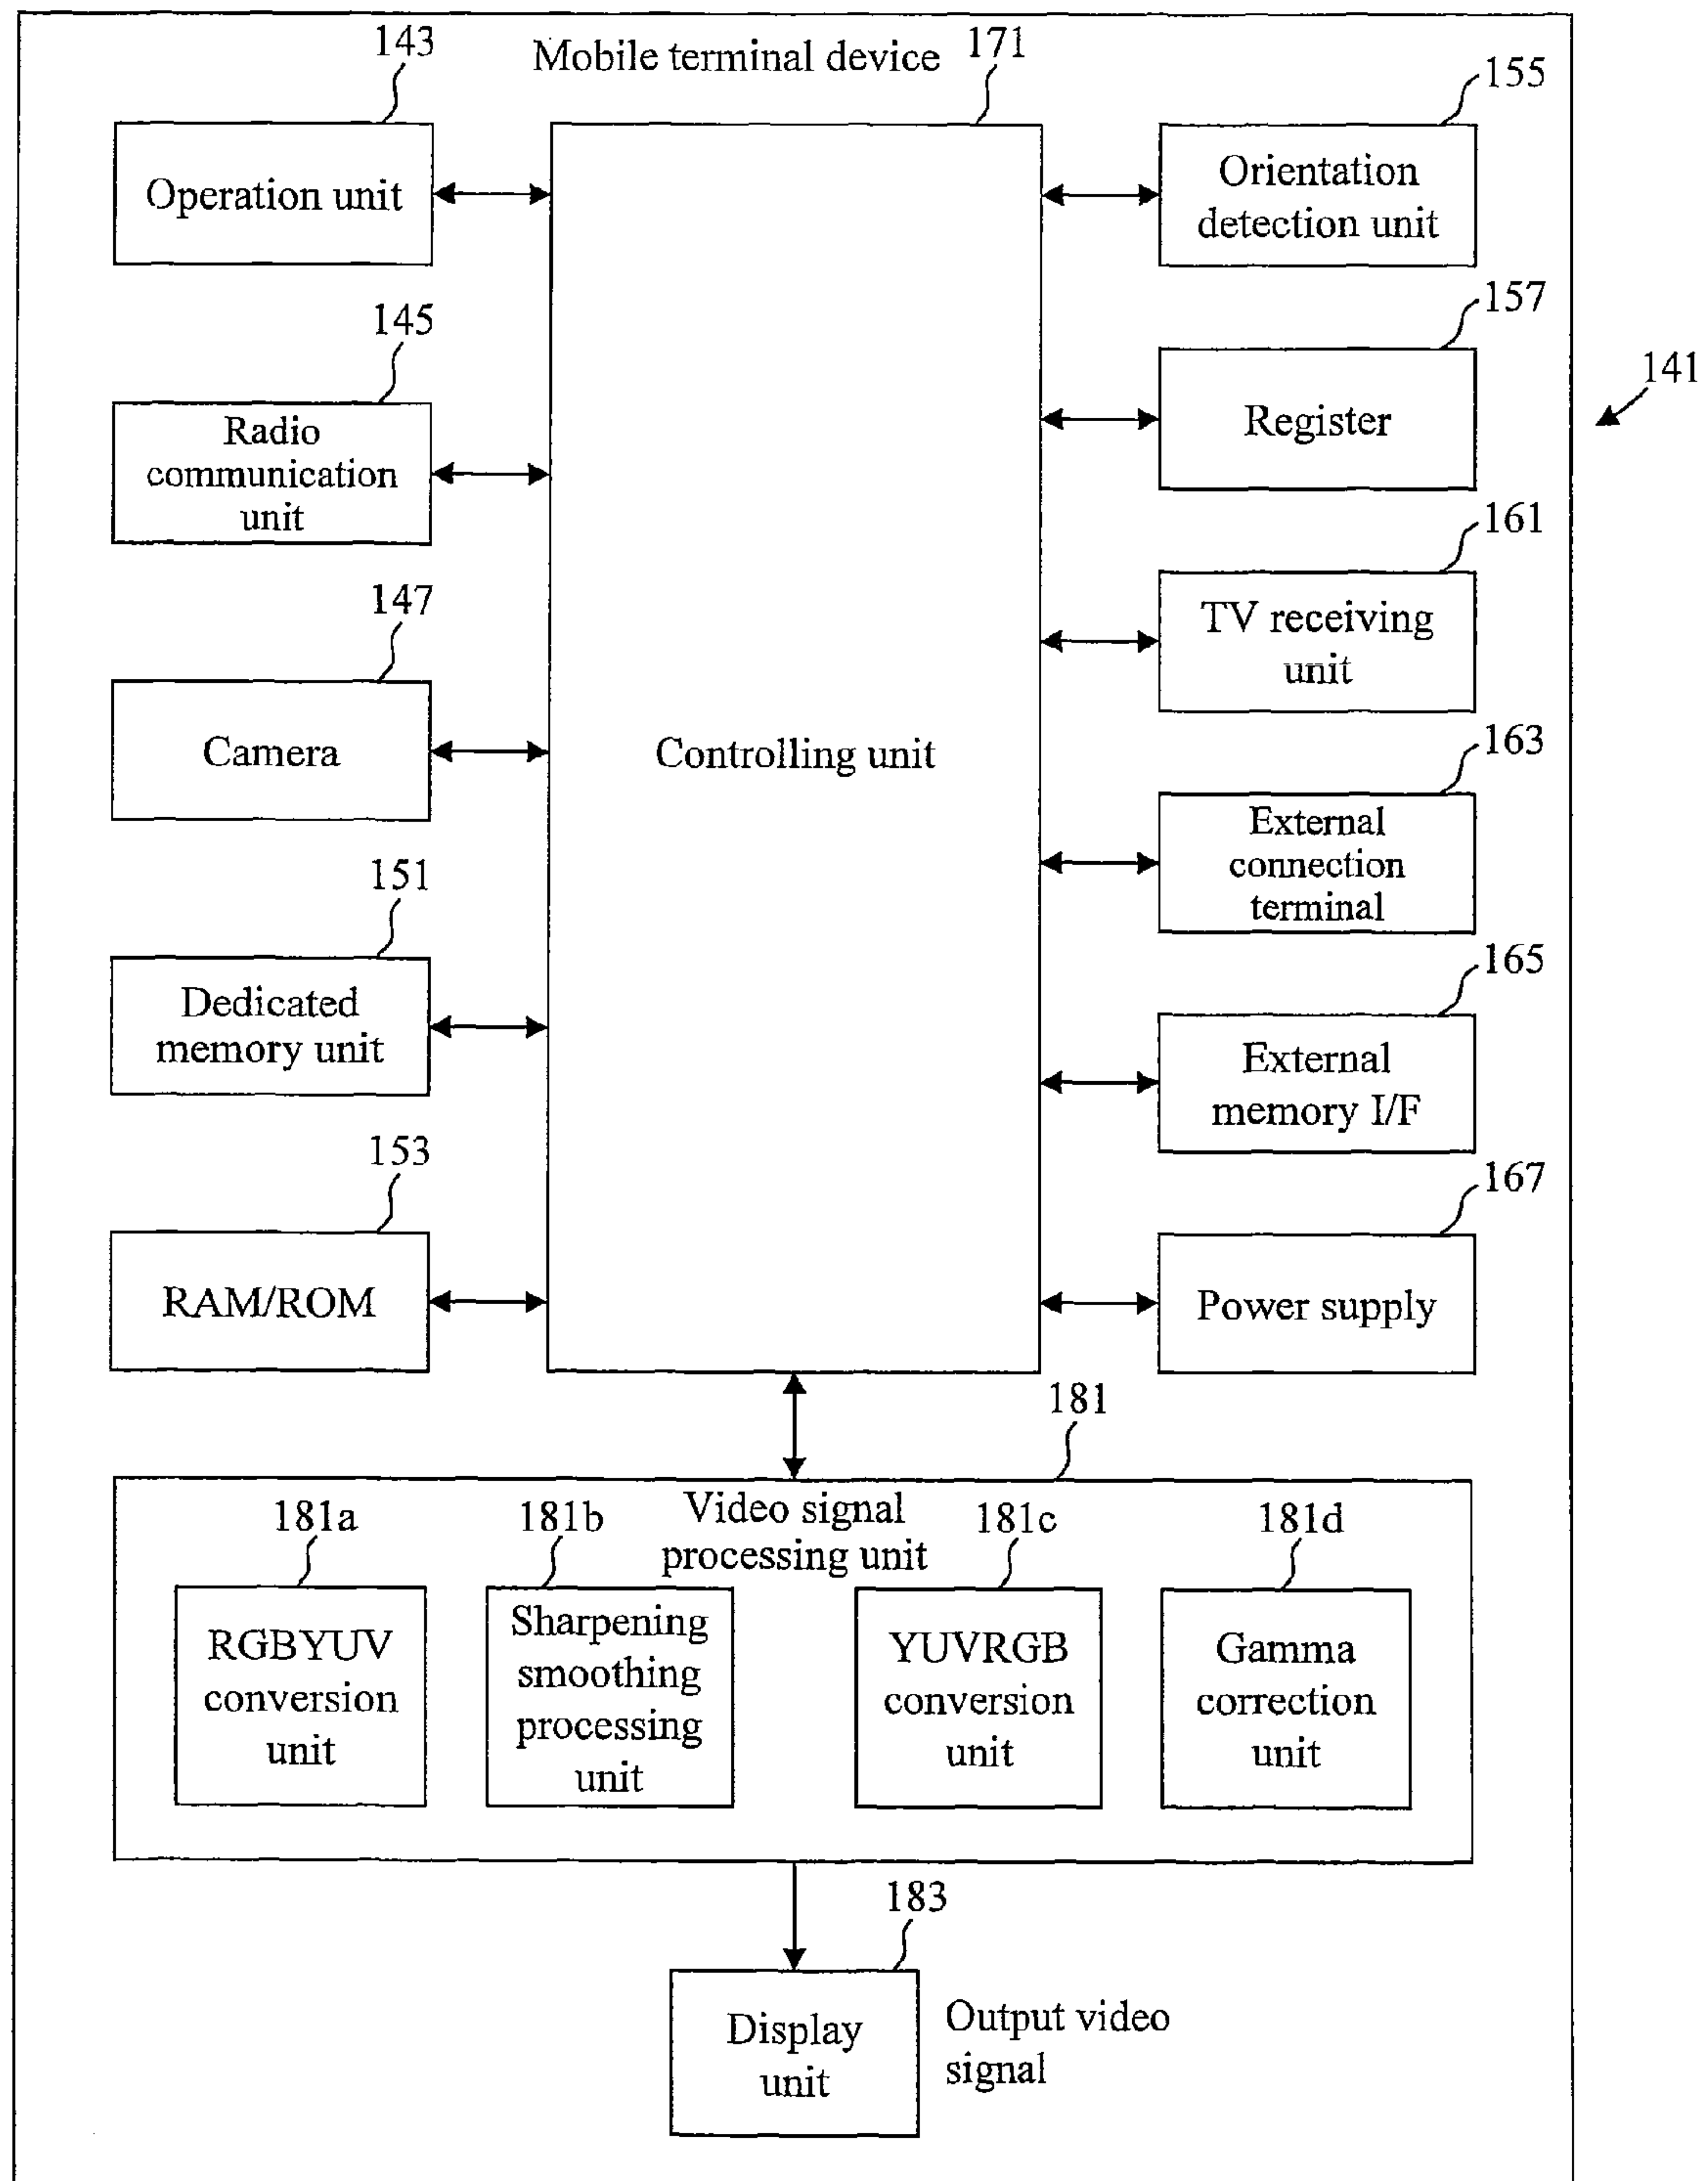 Mobile terminal device
143
171
155
Operation unit
Orientation
detection unit
145
157
141
Radio
communication
unit
Register
161
147
TV receiving
unit
Camera
Controlling unit
163
External
connection
terminal
151
165
Dedicated
memory unit
External
memory I/F
153
167
RAM/ROM
Power supply
181
Video signal
processing unit
181a
181b
181c
181d
RGBYUV
conversion
unit
Sharpening
smoothing
processing
unit
YUVRGB
conversion
unit
Gamma
correction
unit
183
Display
unit
Output video
signal